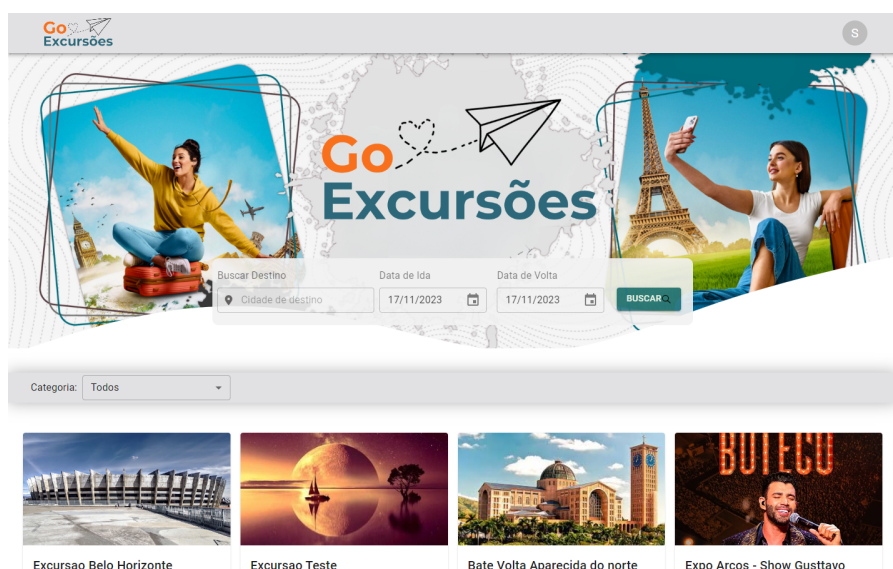 Go
Excursões
S
Go
Excursões
Buscar Destino
Data de Ida
Data de Volta
Cidade de destino
17/11/2023
17/11/2023
BUSCAR
Categoria:
Todos
BUTECO
Excursao Belo Horizonte
Excursao Teste
Bate Volta Aparecida do norte
Expo Arcos - Show Gusttavo